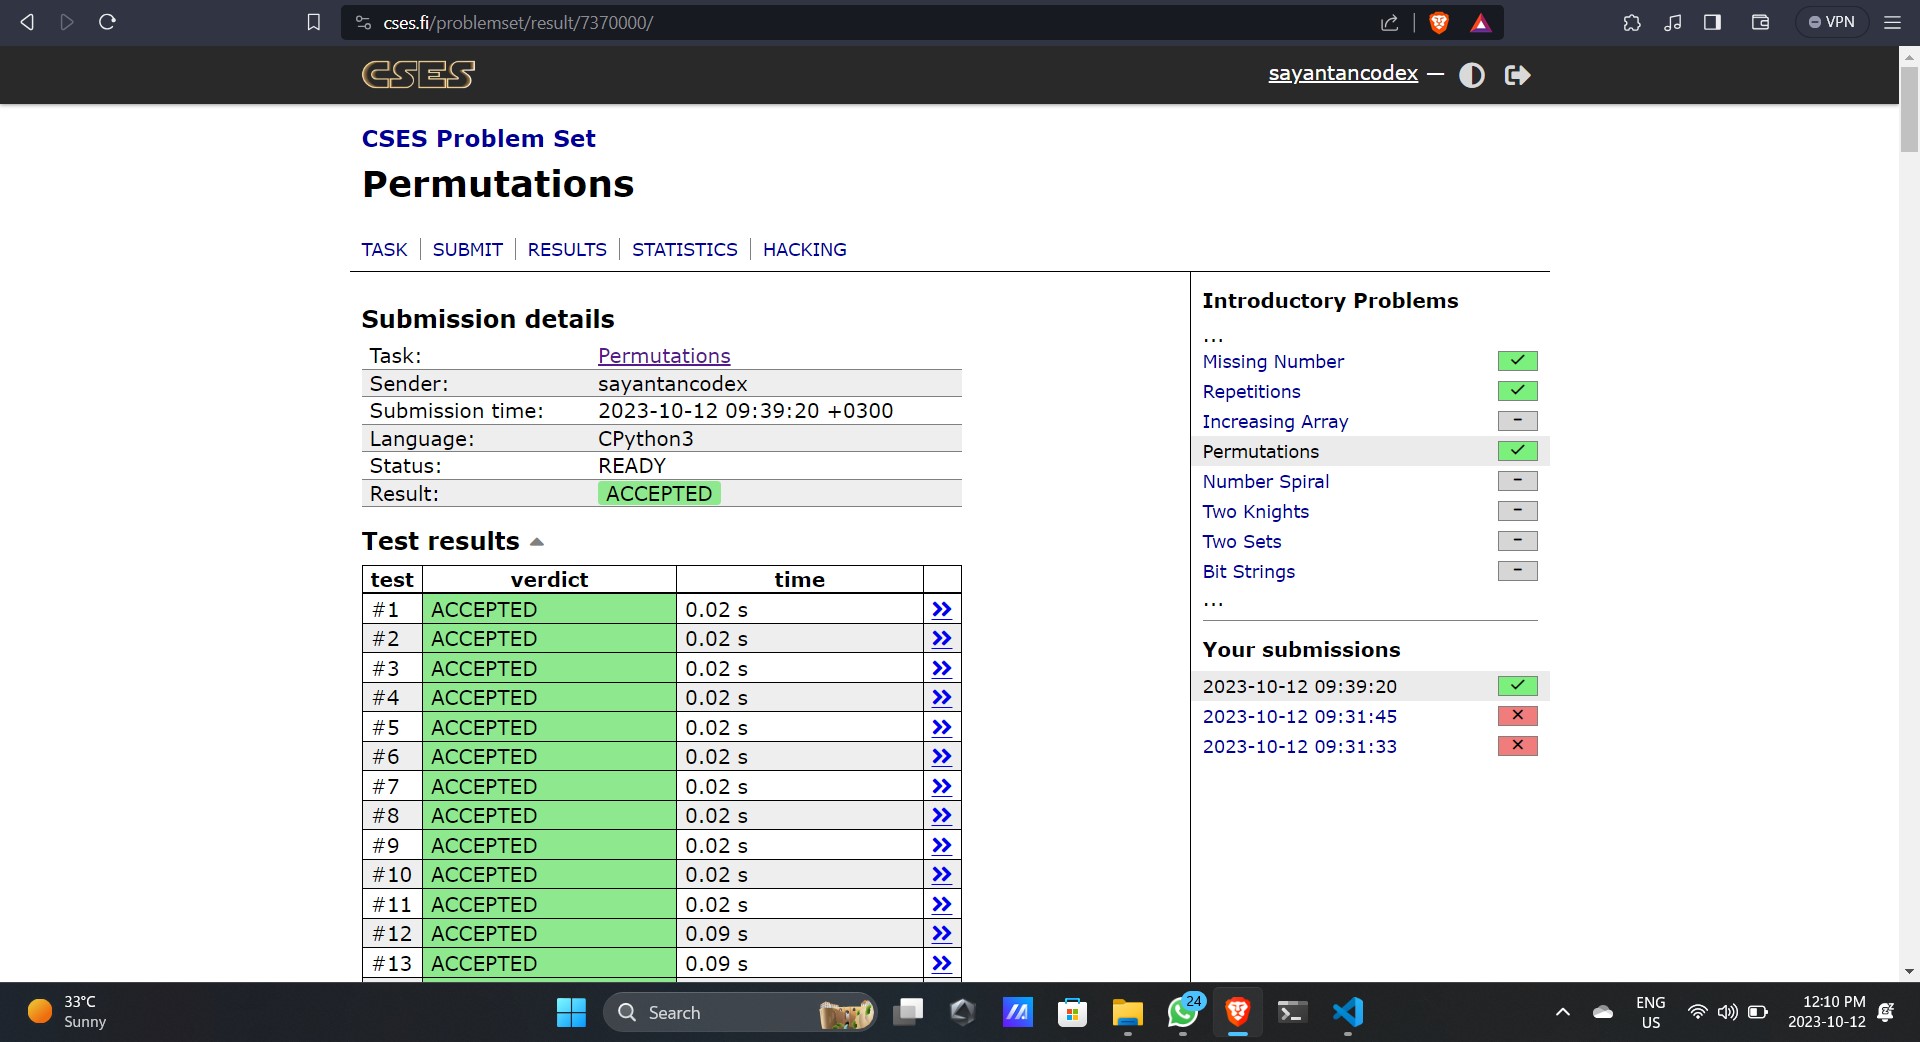 cses.fi/problemset/result/7370000/
VPN
CSES
sayantancodex —
CSES Problem Set
Permutations
TASK | SUBMIT | RESULTS | STATISTICS | HACKING
Submission details
Task: Permutations
Sender: sayantancodex
Submission time: 2023-10-12 09:39:20 +0300
Language: CPython3
Status: READY
Result: ACCEPTED
Test results
test verdict time
#1 ACCEPTED 0.02 s »
#2 ACCEPTED 0.02 s »
#3 ACCEPTED 0.02 s »
#4 ACCEPTED 0.02 s »
#5 ACCEPTED 0.02 s »
#6 ACCEPTED 0.02 s »
#7 ACCEPTED 0.02 s »
#8 ACCEPTED 0.02 s »
#9 ACCEPTED 0.02 s »
#10 ACCEPTED 0.02 s »
#11 ACCEPTED 0.02 s »
#12 ACCEPTED 0.09 s »
#13 ACCEPTED 0.09 s »
Introductory Problems
...
Missing Number
Repetitions
Increasing Array –
Permutations
Number Spiral –
Two Knights –
Two Sets –
Bit Strings –
...
Your submissions
2023-10-12 09:39:20
2023-10-12 09:31:45
2023-10-12 09:31:33
33°C
Sunny
Search
24
ENG
US
12:10 PM
2023-10-12